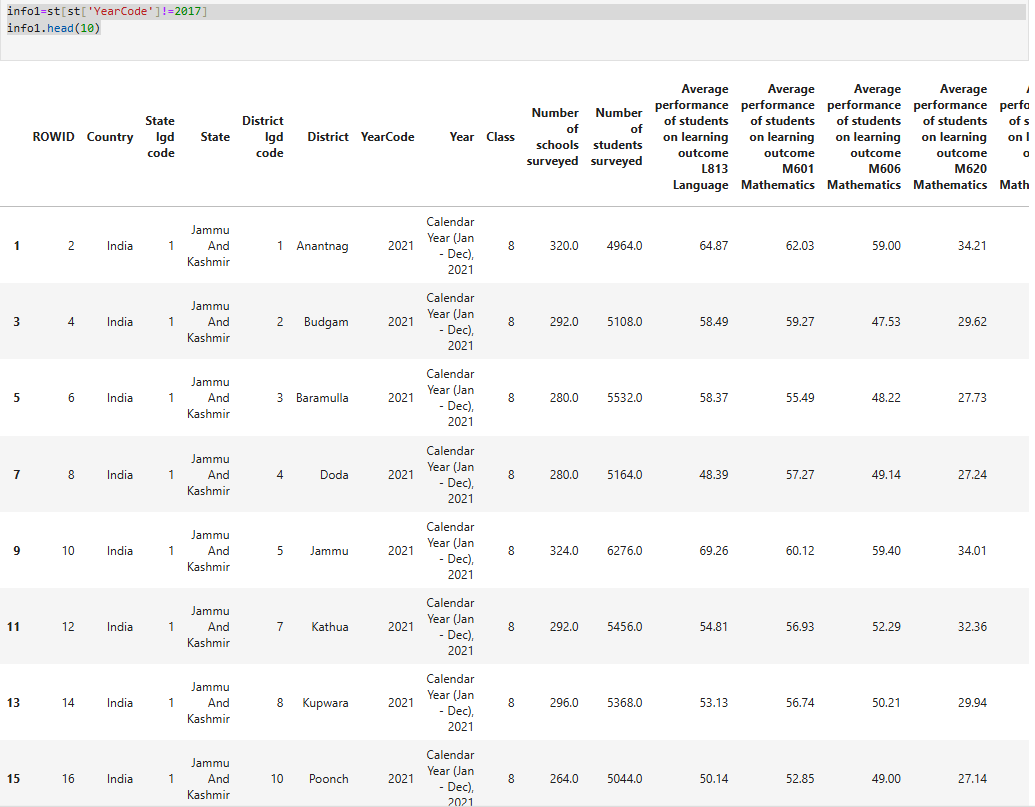 info1=st[st['YearCode']!=2017]
info1.head(10)
ROWID
Country
State
lgd
code
State
District
lgd
code
District
YearCode
Year
Class
Number
of
schools
surveyed
Number
of
students
surveyed
Average
performance
of students
on learning
outcome
L813
Language
Average
performance
of students
on learning
outcome
M601
Mathematics
Average
performance
of students
on learning
outcome
M606
Mathematics
Average
performance
of students
on learning
outcome
M620
Mathematics
perfo
of s
on l
o
Math
1 2 India 1
Jammu
And
Kashmir
1 Anantnag 2021
Calendar
Year (Jan
- Dec),
2021
8 320.0 4964.0 64.87 62.03 59.00 34.21
3 4 India 1
Jammu
And
Kashmir
2 Budgam 2021
Calendar
Year (Jan
- Dec),
2021
8 292.0 5108.0 58.49 59.27 47.53 29.62
5 6 India 1
Jammu
And
Kashmir
3 Baramulla 2021
Calendar
Year (Jan
- Dec),
2021
8 280.0 5532.0 58.37 55.49 48.22 27.73
7 8 India 1
Jammu
And
Kashmir
4 Doda 2021
Calendar
Year (Jan
- Dec),
2021
8 280.0 5164.0 48.39 57.27 49.14 27.24
9 10 India 1
Jammu
And
Kashmir
5 Jammu 2021
Calendar
Year (Jan
- Dec),
2021
8 324.0 6276.0 69.26 60.12 59.40 34.01
11 12 India 1
Jammu
And
Kashmir
7 Kathua 2021
Calendar
Year (Jan
- Dec),
2021
8 292.0 5456.0 54.81 56.93 52.29 32.36
13 14 India 1
Jammu
And
Kashmir
8 Kupwara 2021
Calendar
Year (Jan
- Dec),
2021
8 296.0 5368.0 53.13 56.74 50.21 29.94
15 16 India 1
Jammu
And
Kashmir
10 Poonch 2021
Calendar
Year (Jan
- Dec),
2021
8 264.0 5044.0 50.14 52.85 49.00 27.14